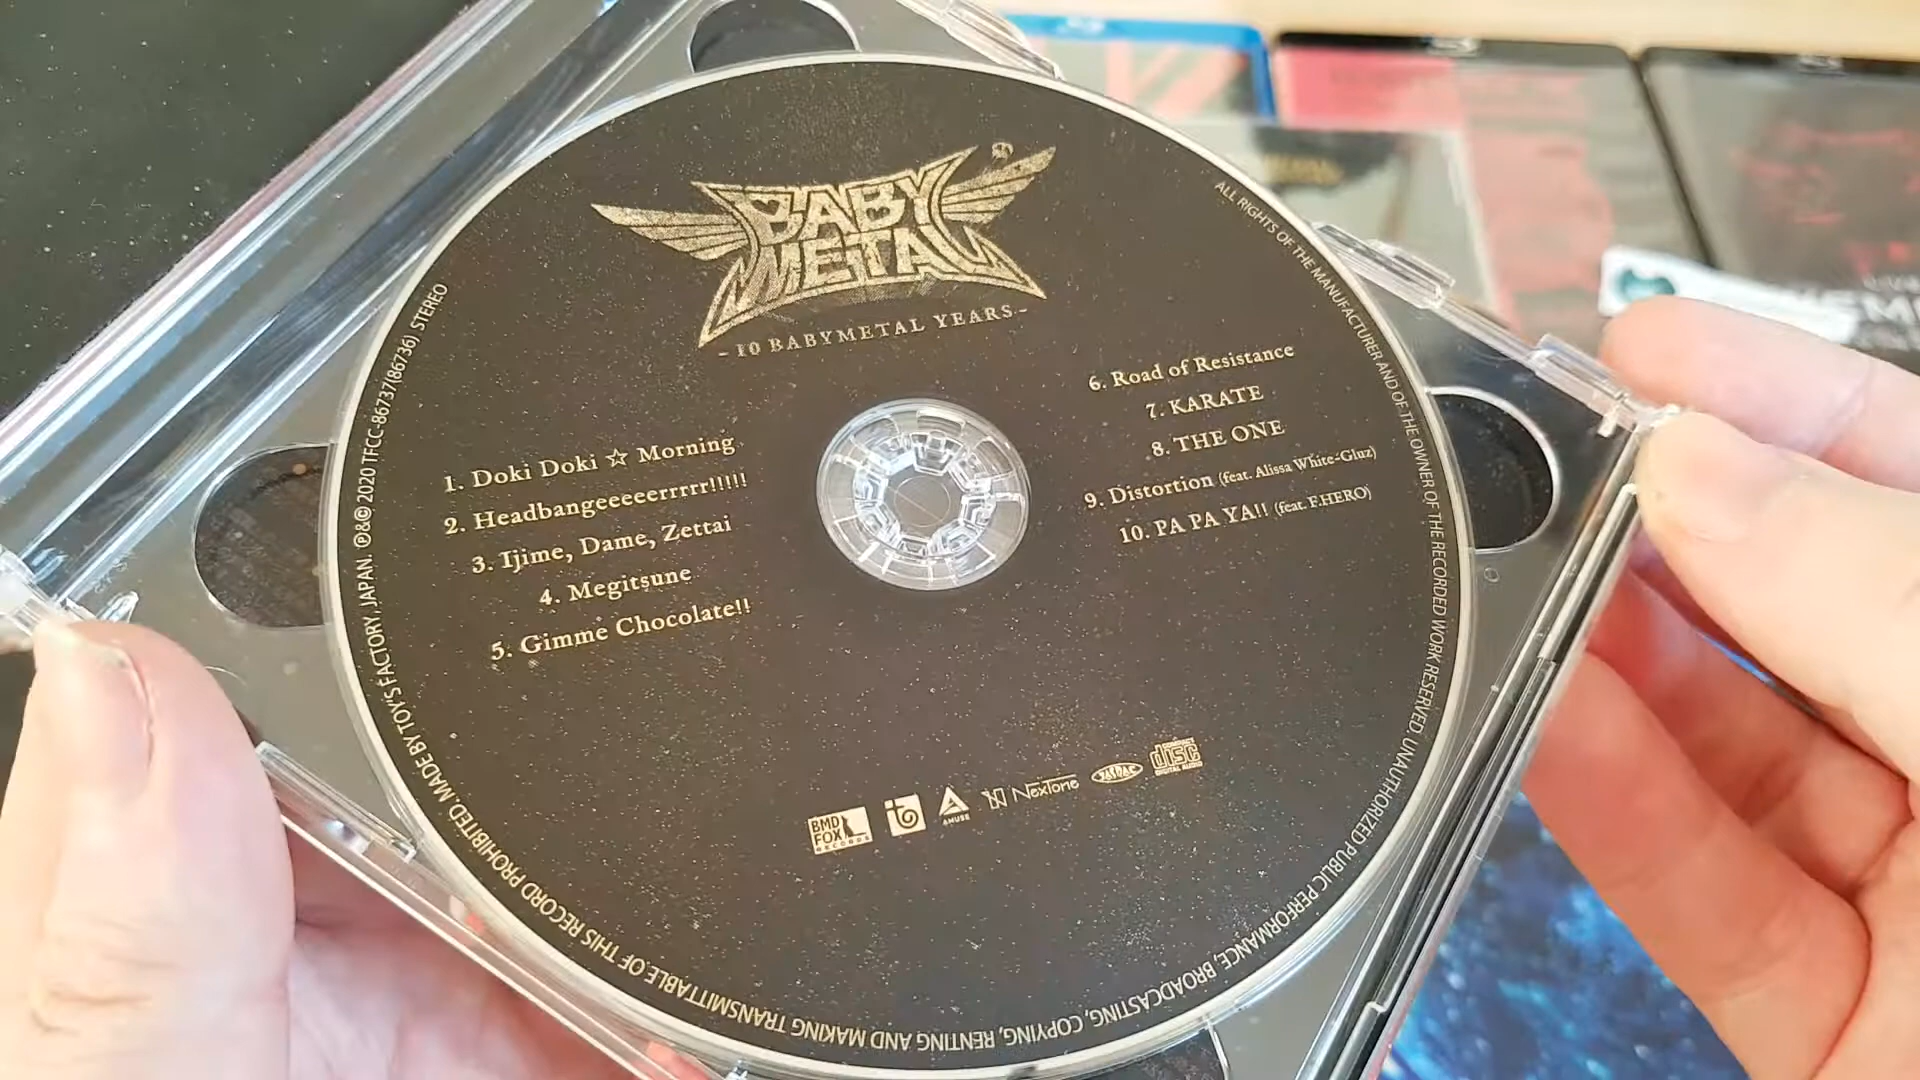 BABY
METAL
- 10 BABYMETAL YEARS -
1. Doki Doki ☆ Morning
2. Headbangeeeeerrrrr!!!!!
3. Ijime, Dame, Zettai
4. Megitsune
5. Gimme Chocolate!!
6. Road of Resistance
7. KARATE
8. THE ONE
9. Distortion (feat. Alissa White-Gluz)
10. PA PA YA!! (feat. F.HERO)
BMD
FOX
RECORDS
AMUSE
NexTone
JASRAC
COMPACT
disc
DIGITAL AUDIO
ALL RIGHTS OF THE MANUFACTURER AND OF THE OWNER OF THE RECORDED WORK RESERVED. UNAUTHORIZED PUBLIC PERFORMANCE, BROADCASTING, COPYING, RENTING AND MAKING TRANSMITTABLE OF THIS RECORD PROHIBITED. MADE BY TOY'S FACTORY, JAPAN. ℗&©2020 TFCC-86737(86736) STEREO